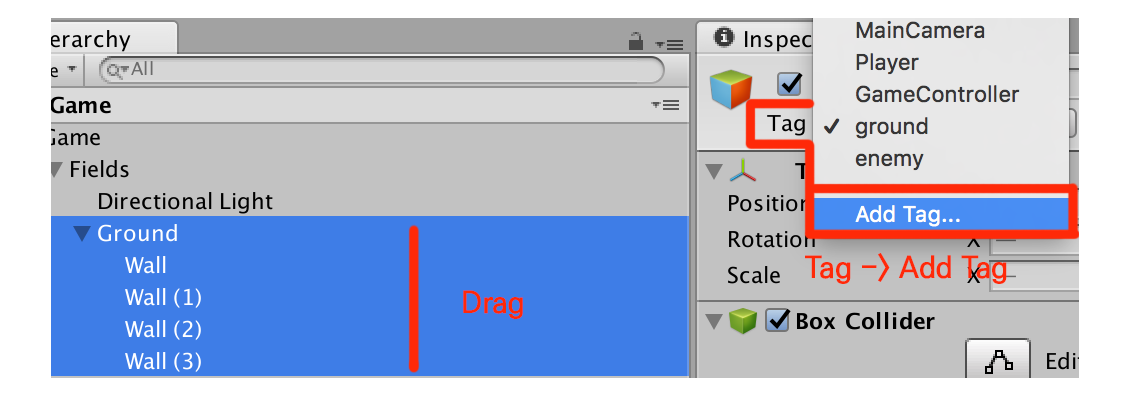 erarchy
e
All
Game
Game
Fields
Directional Light
Ground
Wall
Wall (1)
Wall (2)
Wall (3)
Drag
Inspec
MainCamera
Player
GameController
Tag ✓ ground
enemy
T
Add Tag...
Position
Rotation X —
Scale X —
Tag -> Add Tag
Box Collider
Edi